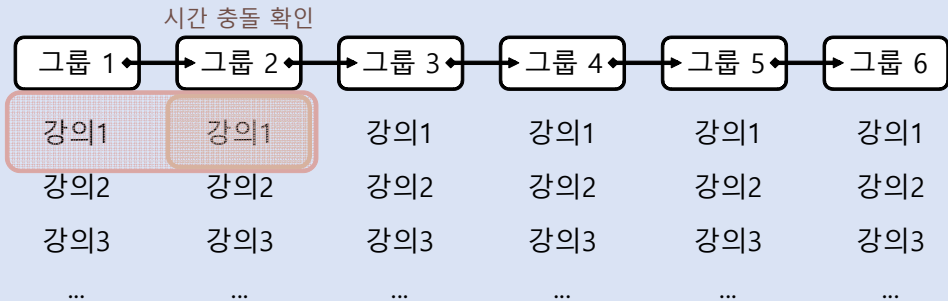 시간 충돌 확인
그룹 1 그룹 2 그룹 3 그룹 4 그룹 5 그룹 6
강의1 강의1 강의1 강의1 강의1 강의1
강의2 강의2 강의2 강의2 강의2 강의2
강의3 강의3 강의3 강의3 강의3 강의3
... ... ... ... ... ...